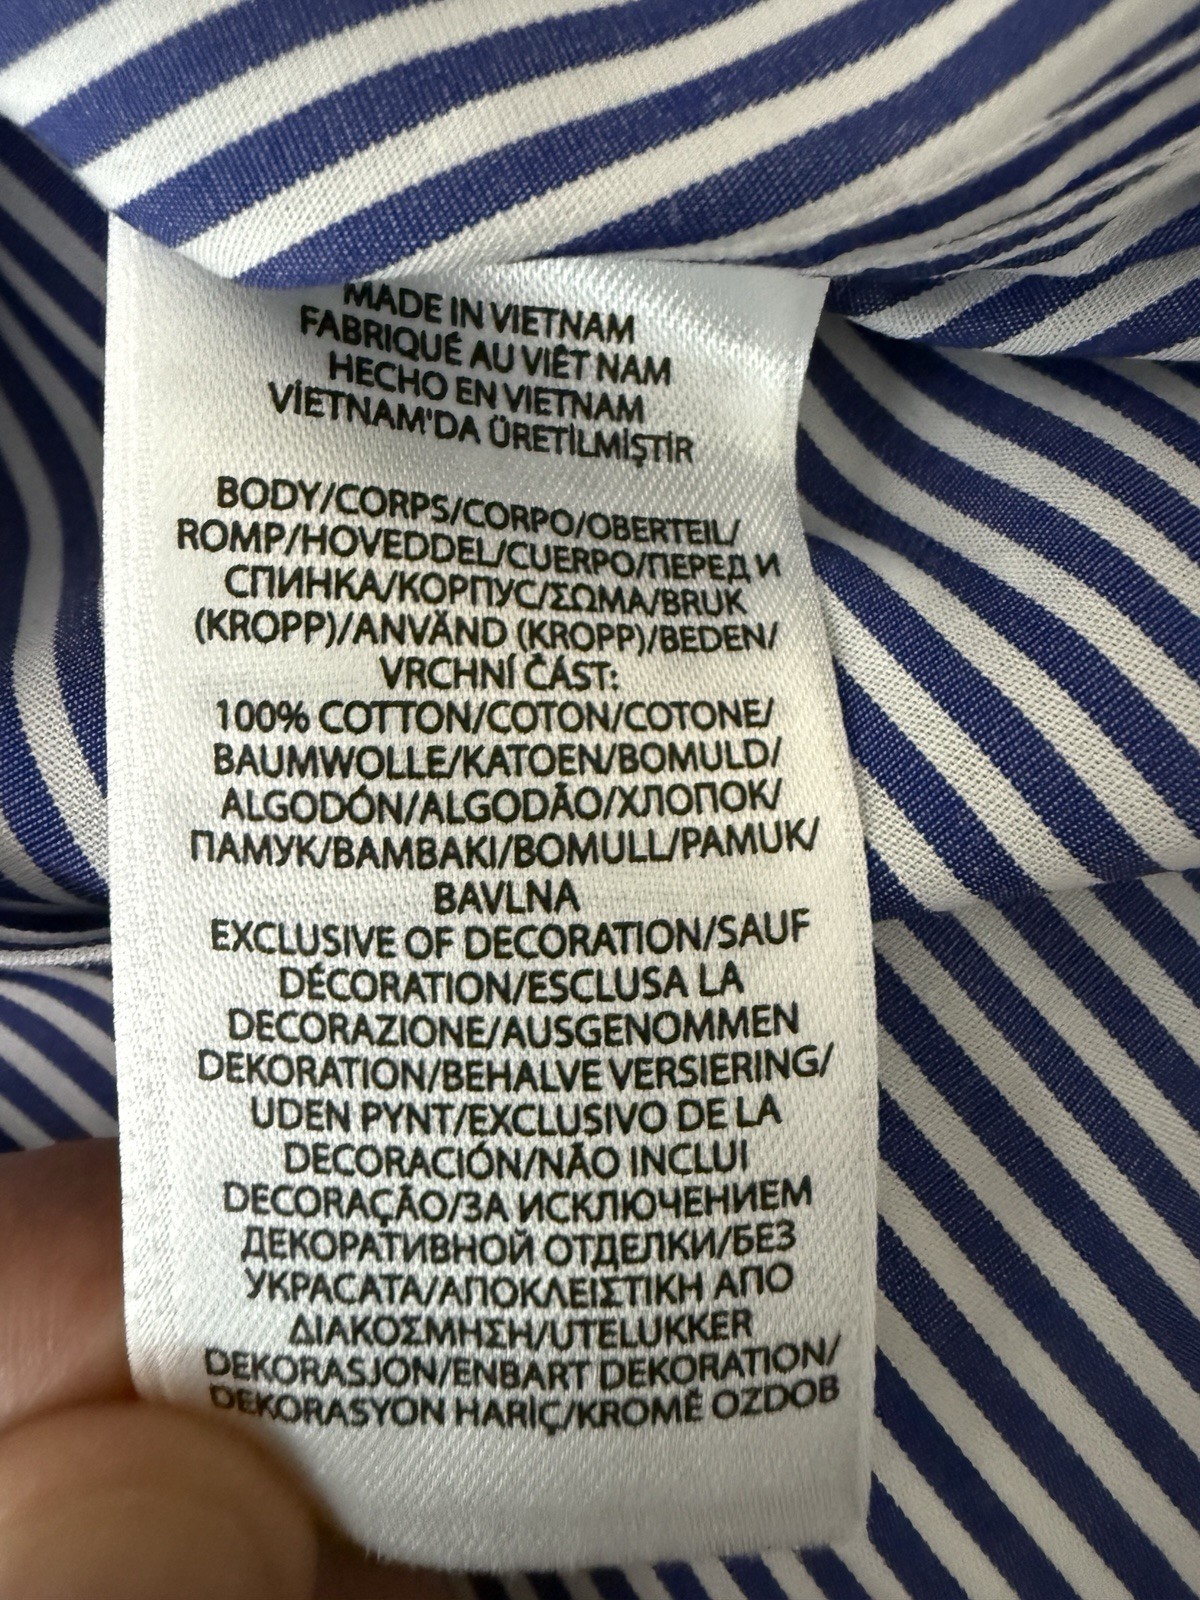 MADE IN VIETNAM
FABRIQUÉ AU VIÊT NAM
HECHO EN VIETNAM
VİETNAM'DA ÜRETİLMİŞTİR
BODY/CORPS/CORPO/OBERTEIL/
ROMP/HOVEDDEL/CUERPO/ПЕРЕД И
СПИНКА/КОРПУС/ΣΩΜΑ/BRUK
(KROPP)/ANVÄND (KROPP)/BEDEN/
VRCHNÍ ČÁST:
100% COTTON/COTON/COTONE/
BAUMWOLLE/KATOEN/BOMULD/
ALGODÓN/ALGODÃO/ХЛОПОК/
ПАМУК/ΒΑΜΒΑΚΙ/BOMULL/PAMUK/
BAVLNA
EXCLUSIVE OF DECORATION/SAUF
DÉCORATION/ESCLUSA LA
DECORAZIONE/AUSGENOMMEN
DEKORATION/BEHALVE VERSIERING/
UDEN PYNT/EXCLUSIVO DE LA
DECORACIÓN/NÃO INCLUI
DECORAÇÃO/ЗА ИСКЛЮЧЕНИЕМ
ДЕКОРАТИВНОЙ ОТДЕЛКИ/БЕЗ
УКРАСАТА/ΑΠΟΚΛΕΙΣΤΙΚΗ ΑΠΟ
ΔΙΑΚΟΣΜΗΣΗ/UTELUKKER
DEKORASJON/ENBART DEKORATION/
DEKORASYON HARİÇ/KROMĚ OZDOB